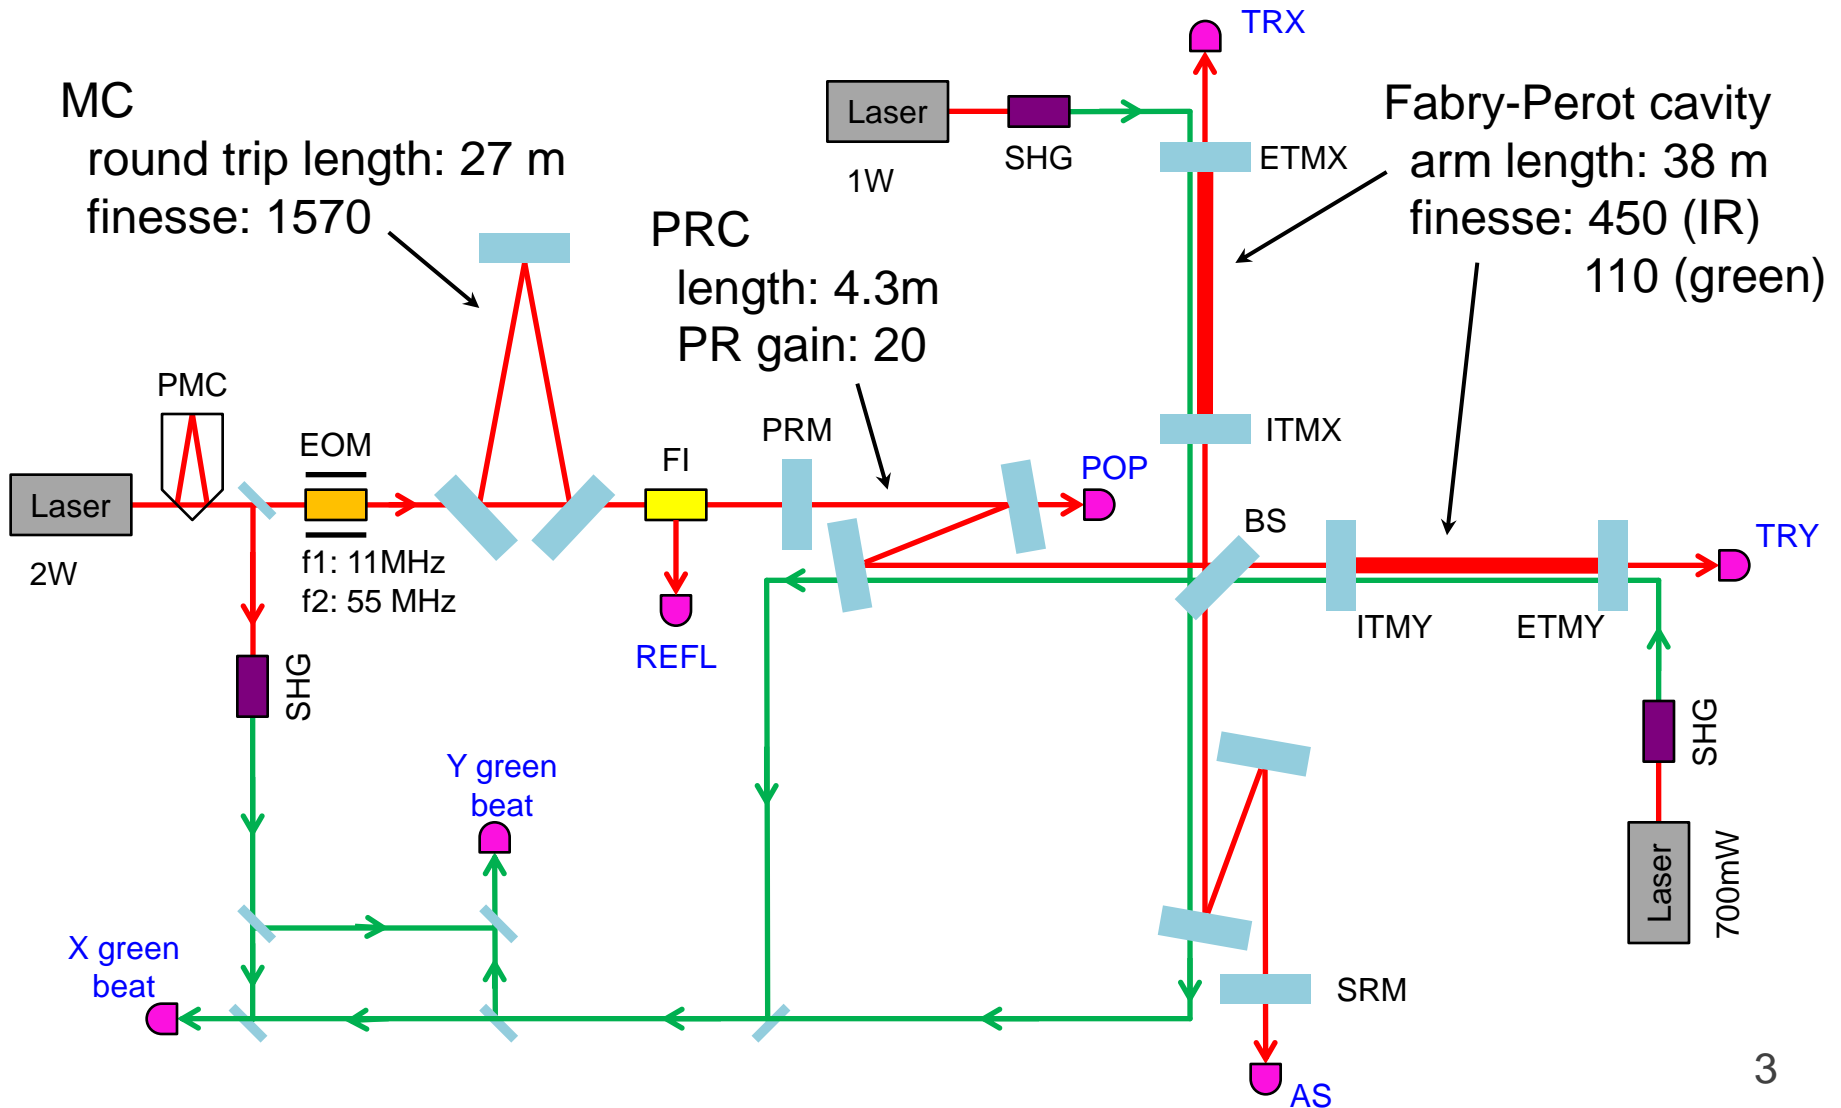 TRX
MC
round trip length: 27 m
finesse: 1570
Laser
1W
SHG
ETMX
Fabry-Perot cavity
arm length: 38 m
finesse: 450 (IR)
110 (green)
PRC
length: 4.3m
PR gain: 20
PMC
EOM
FI
PRM
ITMX
POP
Laser
2W
f1: 11MHz
f2: 55 MHz
REFL
BS
TRY
ITMY
ETMY
SHG
SHG
Laser
700mW
Y green
beat
X green
beat
SRM
AS
3